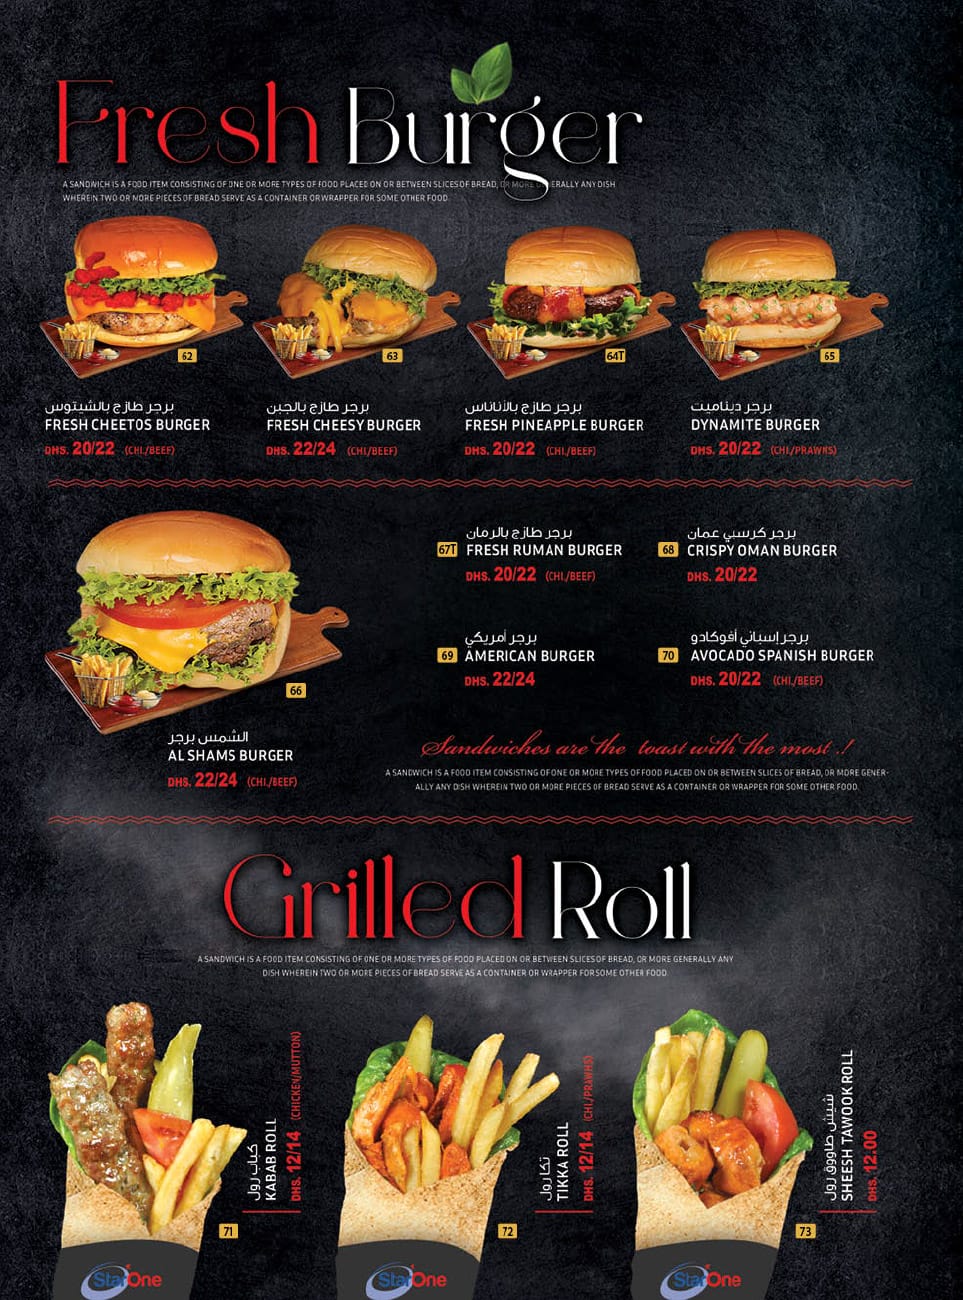 Fresh Burger
A SANDWICH IS A FOOD ITEM CONSISTING OF ONE OR MORE TYPES OF FOOD PLACED ON OR BETWEEN SLICES OF BREAD, OR MORE GENERALLY ANY DISH
WHEREIN TWO OR MORE PIECES OF BREAD SERVE AS A CONTAINER OR WRAPPER FOR SOME OTHER FOOD.
62
63
64T
65
برجر طازج بالشيتوس
FRESH CHEETOS BURGER
DHS. 20/22 (CHI./BEEF)
برجر طازج بالجبن
FRESH CHEESY BURGER
DHS. 22/24 (CHI/BEEF)
برجر طازج بالأناناس
FRESH PINEAPPLE BURGER
DHS. 20/22 (CHI./BEEF)
برجر ديناميت
DYNAMITE BURGER
DHS. 20/22 (CHI/PRAWNS)
66
الشمس برجر
AL SHAMS BURGER
DHS. 22/24 (CHI./BEEF)
برجر طازج بالرمان
67T FRESH RUMAN BURGER
DHS. 20/22 (CHI./BEEF)
برجر كرسبي عمان
68 CRISPY OMAN BURGER
DHS. 20/22
برجر أمريكي
69 AMERICAN BURGER
DHS. 22/24
برجر إسباني أفوكادو
70 AVOCADO SPANISH BURGER
DHS. 20/22 (CHI./BEEF)
Sandwiches are the toast with the most .!
A SANDWICH IS A FOOD ITEM CONSISTING OF ONE OR MORE TYPES OF FOOD PLACED ON OR BETWEEN SLICES OF BREAD, OR MORE GENER-
ALLY ANY DISH WHEREIN TWO OR MORE PIECES OF BREAD SERVE AS A CONTAINER OR WRAPPER FOR SOME OTHER FOOD.
Grilled Roll
A SANDWICH IS A FOOD ITEM CONSISTING OF ONE OR MORE TYPES OF FOOD PLACED ON OR BETWEEN SLICES OF BREAD, OR MORE GENERALLY ANY
DISH WHEREIN TWO OR MORE PIECES OF BREAD SERVE AS A CONTAINER OR WRAPPER FOR SOME OTHER FOOD.
كباب رول
KABAB ROLL
DHS. 12/14 (CHICKEN/MUTTON)
71
StarOne
تكا رول
TIKKA ROLL
DHS. 12/14 (CHI./PRAWNS)
72
StarOne
شيش طاووق رول
SHEESH TAWOOK ROLL
DHS. 12.00
73
StarOne